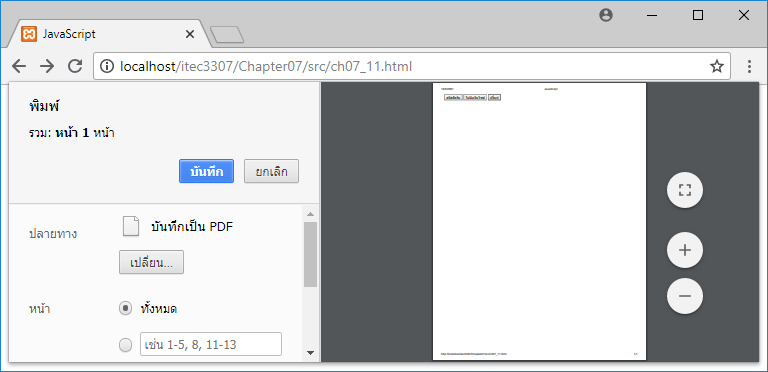 JavaScript
localhost/itec3307/Chapter07/src/ch07_11.html
พิมพ์
รวม: หน้า 1 หน้า
บันทึก ยกเลิก
ปลายทาง บันทึกเป็น PDF
เปลี่ยน...
หน้า ทั้งหมด
เช่น 1-5, 8, 11-13